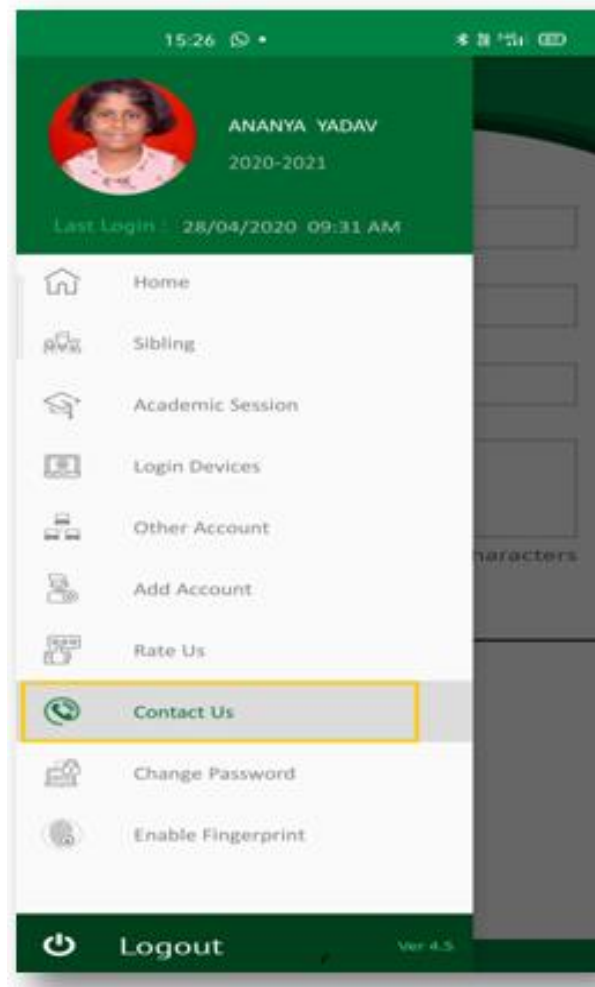 15:26
ANANYA YADAV
2020-2021
Last Login : 28/04/2020 09:31 AM
Home
Sibling
Academic Session
Login Devices
Other Account
haracters
Add Account
Rate Us
Contact Us
Change Password
Enable Fingerprint
Logout
Ver 4.5